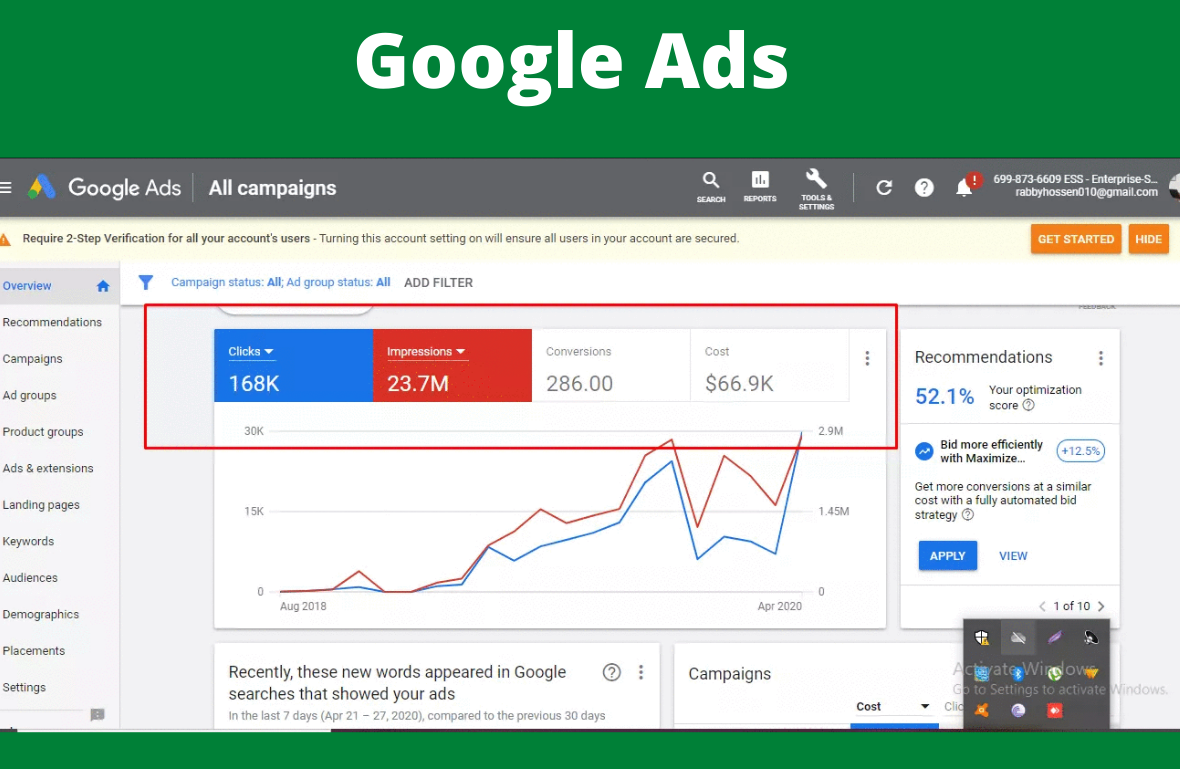 Google Ads
Google Ads
All campaigns
SEARCH
REPORTS
TOOLS &
SETTINGS
699-873-6609 ESS - Enterprise-S...
rabbyhossen010@gmail.com
Require 2-Step Verification for all your account's users - Turning this account setting on will ensure all users in your account are secured.
GET STARTED
HIDE
Overview
Recommendations
Campaigns
Ad groups
Product groups
Ads & extensions
Landing pages
Keywords
Audiences
Demographics
Placements
Settings
Campaign status: All; Ad group status: All
ADD FILTER
FEEDBACK
Clicks
168K
Impressions
23.7M
Conversions
286.00
Cost
$66.9K
30K
2.9M
15K
1.45M
0
0
Aug 2018
Apr 2020
Recommendations
52.1%
Your optimization
score
Bid more efficiently
with Maximize...
+12.5%
Get more conversions at a similar
cost with a fully automated bid
strategy
APPLY
VIEW
1 of 10
Recently, these new words appeared in Google
searches that showed your ads
In the last 7 days (Apr 21 – 27, 2020), compared to the previous 30 days
Campaigns
Cost
Activate Windows
Go to Settings to activate Windows.